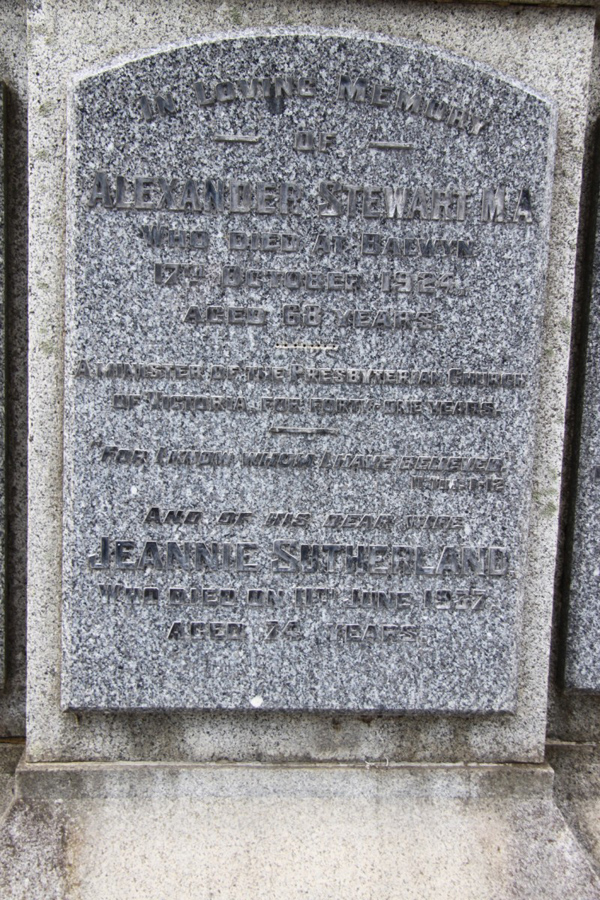 IN LOVING MEMORY
— OF —
ALEXANDER STEWART M.A.
WHO DIED AT BALWYN
17TH OCTOBER 1924.
AGED 68 YEARS.
A MINISTER OF THE PRESBYTERIAN CHURCH
OF VICTORIA, FOR FORTY-ONE YEARS.
"FOR I KNOW WHOM I HAVE BELIEVED."
1-12
AND OF HIS DEAR WIFE
JEANNIE SUTHERLAND
WHO DIED ON 11TH JUNE 1937
AGED 74 YEARS